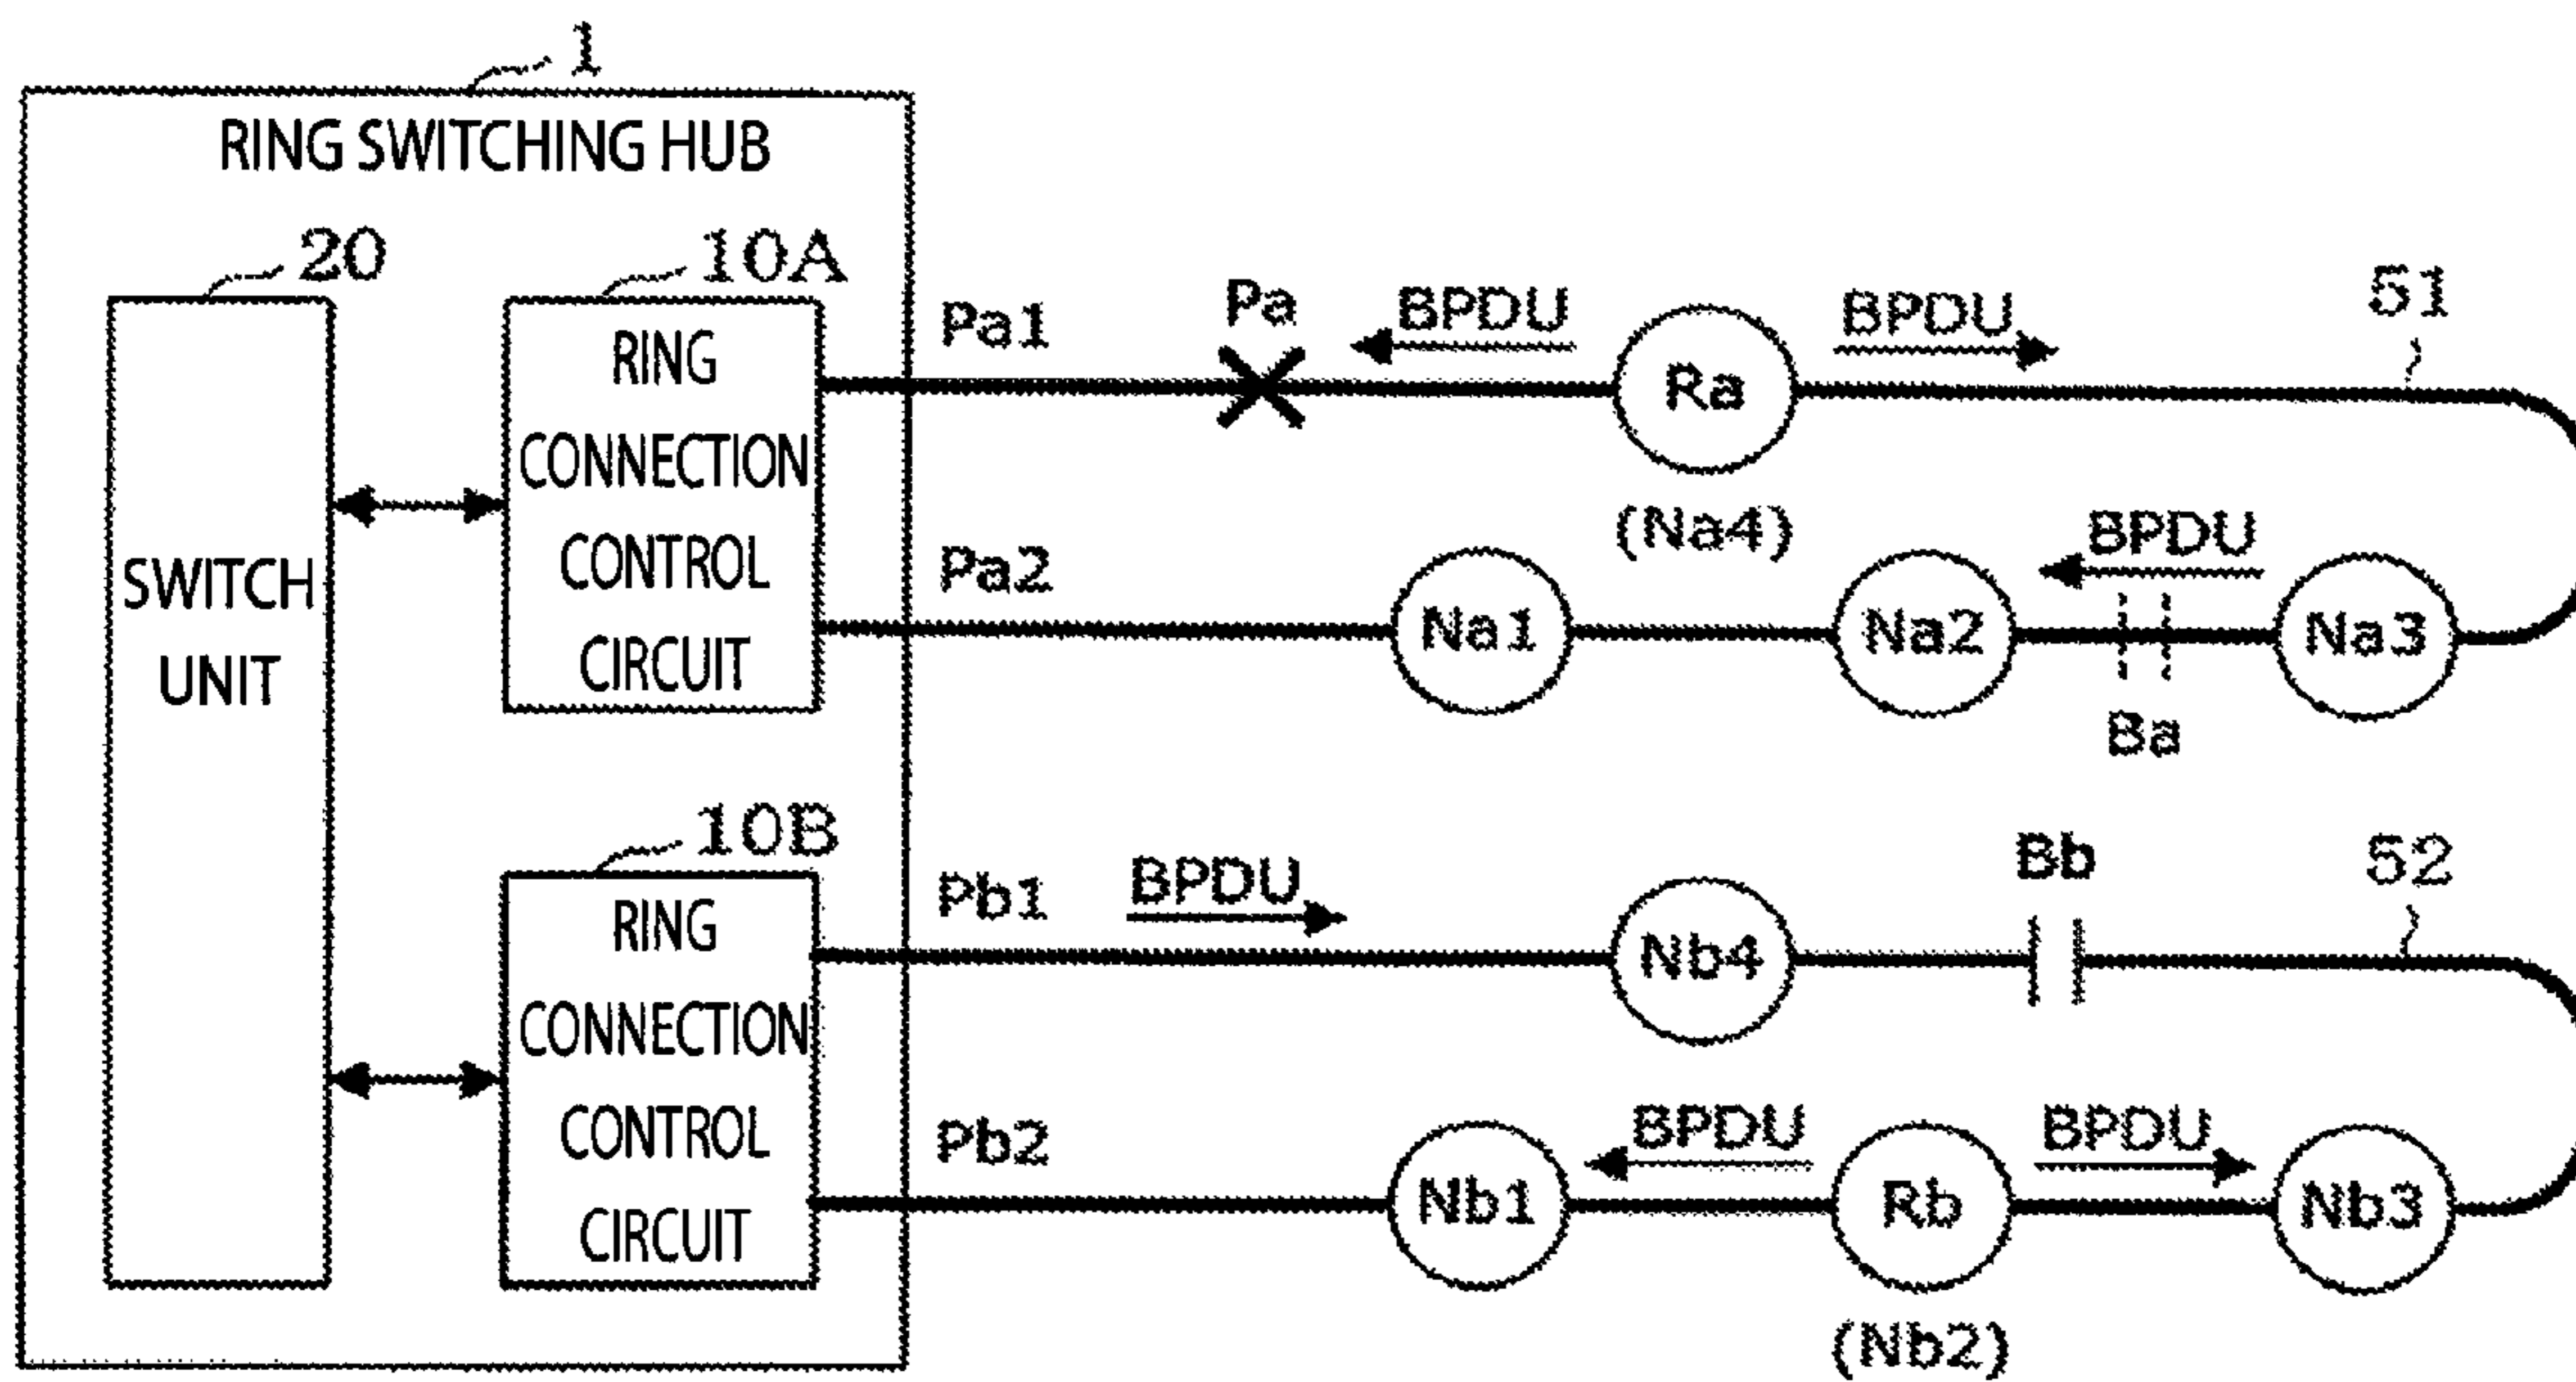 1
RING SWITCHING HUB
20
10A
SWITCH
UNIT
RING
CONNECTION
CONTROL
CIRCUIT
Pa1
Pa
BPDU
Ra
(Na4)
BPDU
51
Pa2
Na1
Na2
BPDU
Ba
Na3
10B
RING
CONNECTION
CONTROL
CIRCUIT
Pb1
BPDU
Nb4
Bb
52
Pb2
Nb1
BPDU
Rb
(Nb2)
BPDU
Nb3